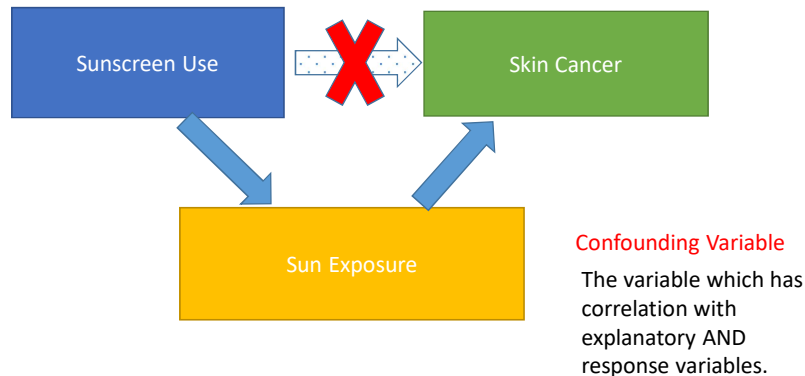 Sunscreen Use
Skin Cancer
Sun Exposure
Confounding Variable
The variable which has
correlation with
explanatory AND
response variables.